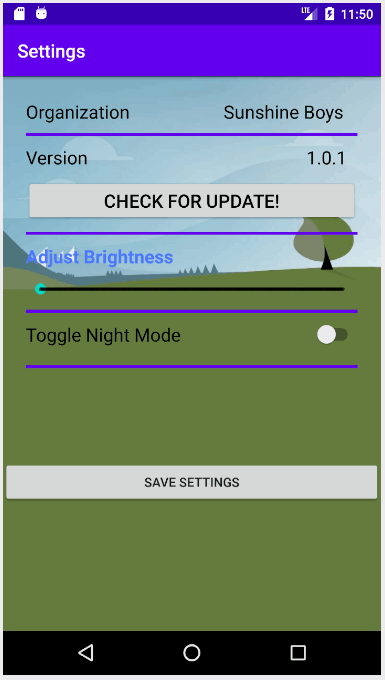 LTE 11:50
Settings
Organization Sunshine Boys
Version 1.0.1
CHECK FOR UPDATE!
Adjust Brightness
Toggle Night Mode
SAVE SETTINGS